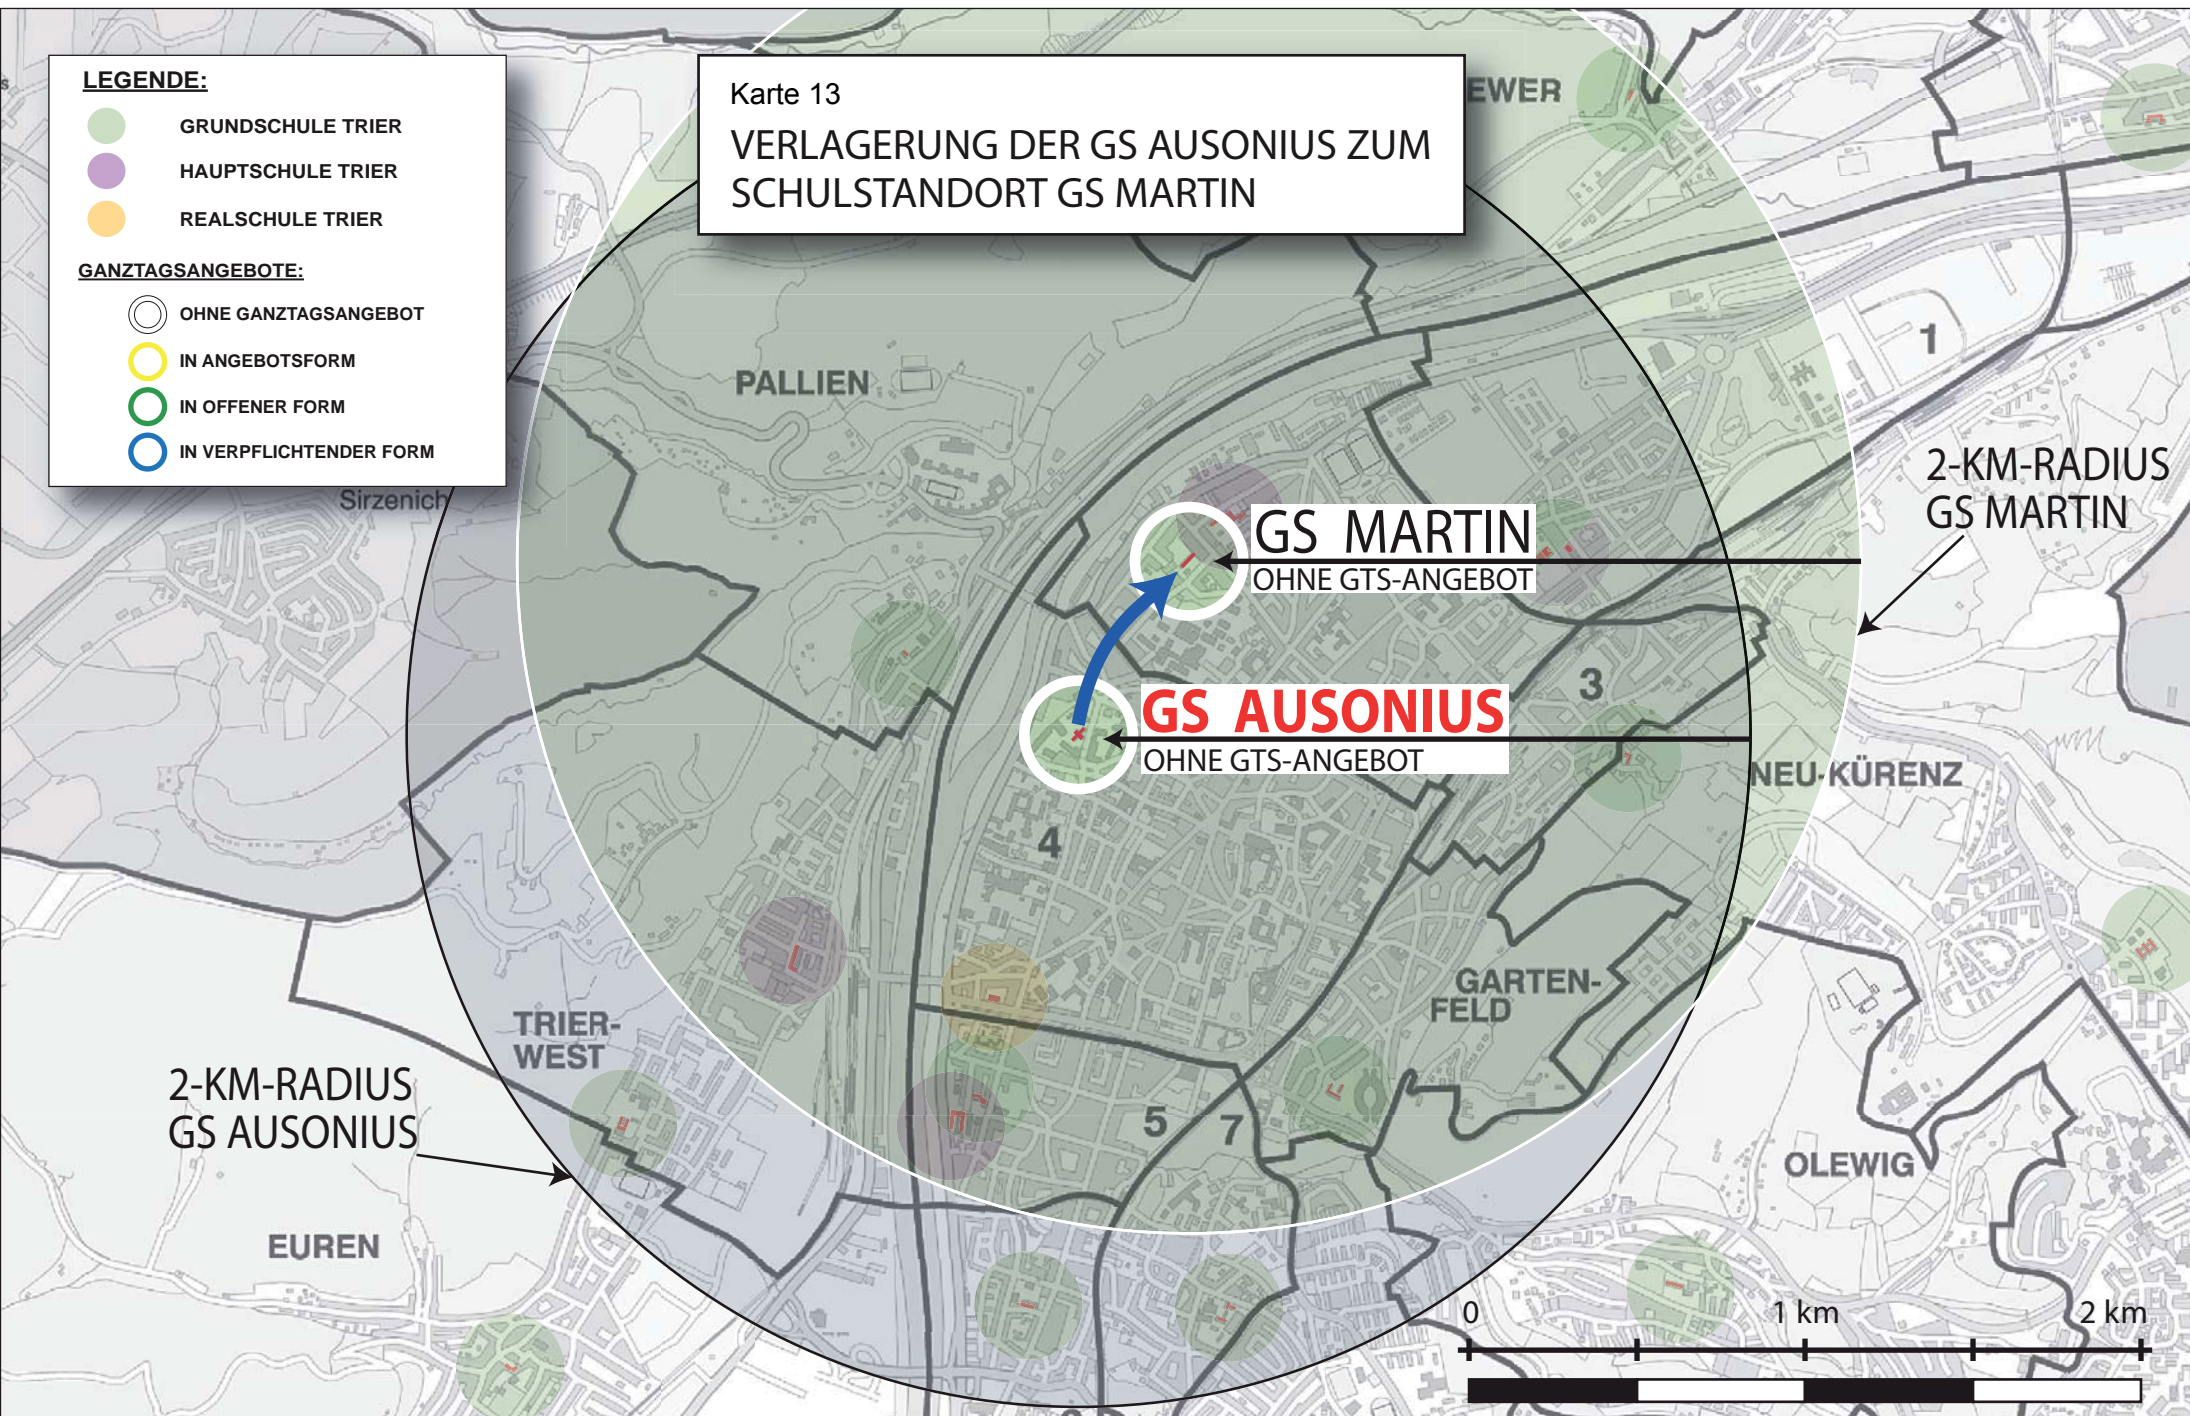 LEGENDE:
GRUNDSCHULE TRIER
HAUPTSCHULE TRIER
REALSCHULE TRIER
GANZTAGSANGEBOTE:
OHNE GANZTAGSANGEBOT
IN ANGEBOTSFORM
IN OFFENER FORM
IN VERPFLICHTENDER FORM
Karte 13
VERLAGERUNG DER GS AUSONIUS ZUM
SCHULSTANDORT GS MARTIN
EWER
1
PALLIEN
2-KM-RADIUS
GS MARTIN
Sirzenich
GS MARTIN
OHNE GTS-ANGEBOT
3
GS AUSONIUS
OHNE GTS-ANGEBOT
NEU-KÜRENZ
4
GARTEN-
FELD
TRIER-
WEST
2-KM-RADIUS
GS AUSONIUS
5
7
OLEWIG
EUREN
0
1 km
2 km